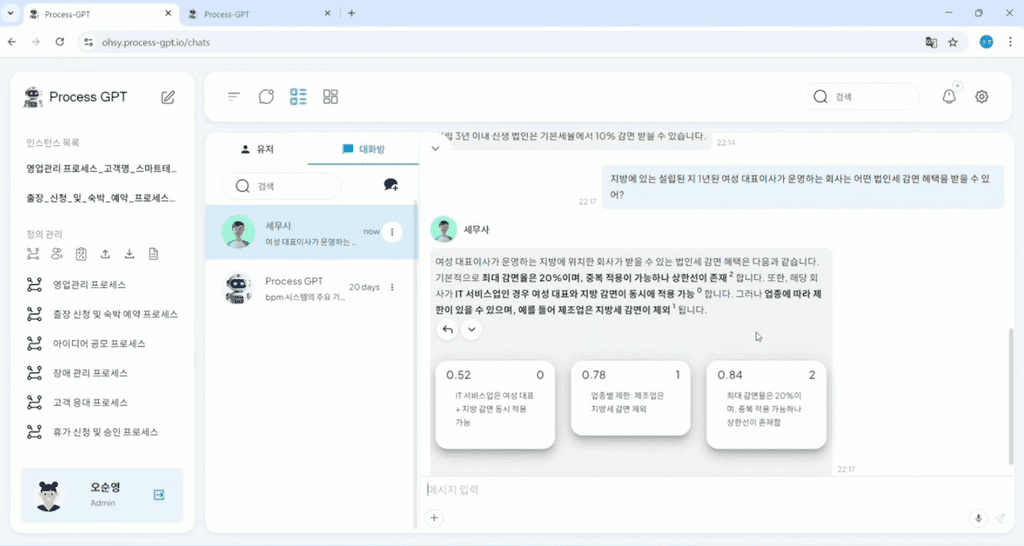 Process-GPT
Process-GPT
ohsy.process-gpt.io/chats
Process GPT
검색
인스턴스 목록
영업관리 프로세스_고객명_스마트테...
출장_신청_및_숙박_예약_프로세스...
정의 관리
영업관리 프로세스
출장 신청 및 숙박 예약 프로세스
아이디어 공모 프로세스
장애 관리 프로세스
고객 응대 프로세스
휴가 신청 및 승인 프로세스
오순영
Admin
유저
대화방
검색
세무사
now
여성 대표이사가 운영하는 ...
Process GPT
20 days
bpm 시스템의 주요 기...
3년 이내 신생 법인은 기본세율에서 10% 감면 받을 수 있습니다.
22:14
지방에 있는 설립된 지 1년된 여성 대표이사가 운영하는 회사는 어떤 법인세 감면 혜택을 받을 수 있
어?
22:17
세무사
여성 대표이사가 운영하는 지방에 위치한 회사가 받을 수 있는 법인세 감면 혜택은 다음과 같습니다.
기본적으로 최대 감면율은 20%이며, 중복 적용이 가능하나 상한선이 존재 2 합니다. 또한, 해당 회
사가 IT 서비스업인 경우 여성 대표와 지방 감면이 동시에 적용 가능 0 합니다. 그러나 업종에 따라 제
한이 있을 수 있으며, 예를 들어 제조업은 지방세 감면이 제외 1 됩니다.
0.52 0
IT 서비스업은 여성 대표
+ 지방 감면 동시 적용
가능
0.78 1
업종별 제한: 제조업은
지방세 감면 제외
0.84 2
최대 감면율은 20%이
며, 중복 적용 가능하나
상한선이 존재함
22:17
메시지 입력